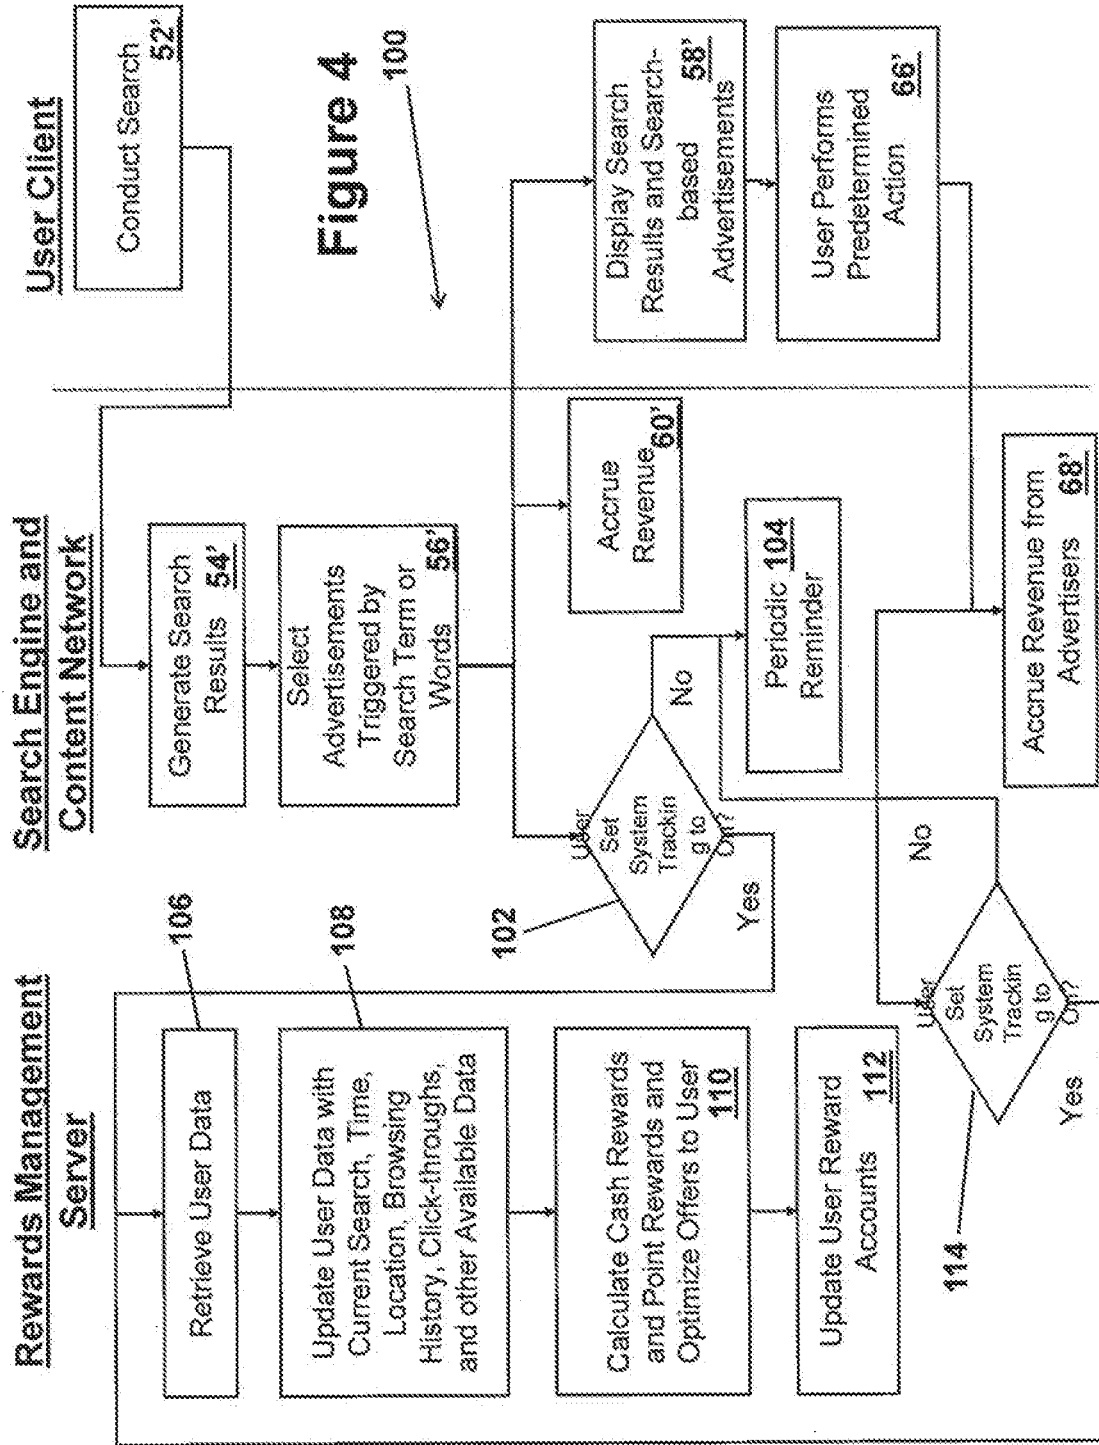 Rewards Management
Server
Search Engine and
Content Network
User Client
Conduct Search
52'
Generate Search
Results 54'
Select
Advertisements
Triggered by
Search Term or
Words 56'
Figure 4
100
Accrue
Revenue
60'
Display Search
Results and Search-
based 58'
Advertisements
User Performs
Predetermined
Action 66'
User
Set
System
Trackin
g to
On?
102
No
Yes
Periodic 104
Reminder
106
Retrieve User Data
108
Update User Data with
Current Search, Time,
Location, Browsing
History, Click-throughs,
and other Available Data
Calculate Cash Rewards
and Point Rewards and
Optimize Offers to User
110
Update User Reward
Accounts 112
User
Set
System
Trackin
g to
On?
114
No
Yes
Accrue Revenue from
Advertisers 68'